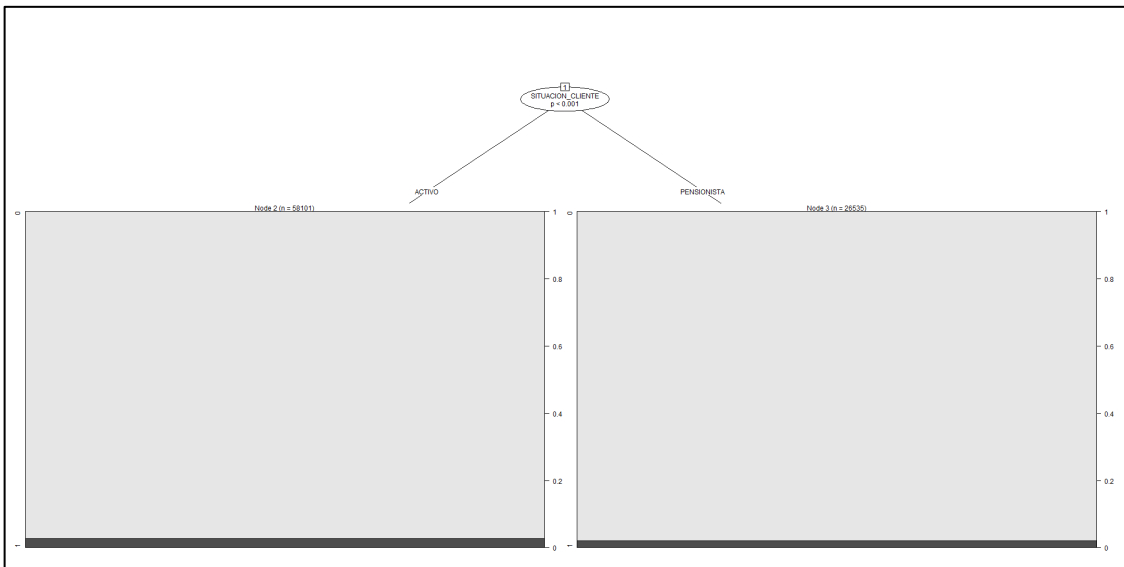 1
SITUACION_CLIENTE
p < 0.001
ACTIVO
PENSIONISTA
Node 2 (n = 58101)
0
1
1
0.8
0.6
0.4
0.2
0
Node 3 (n = 26535)
0
1
1
0.8
0.6
0.4
0.2
0